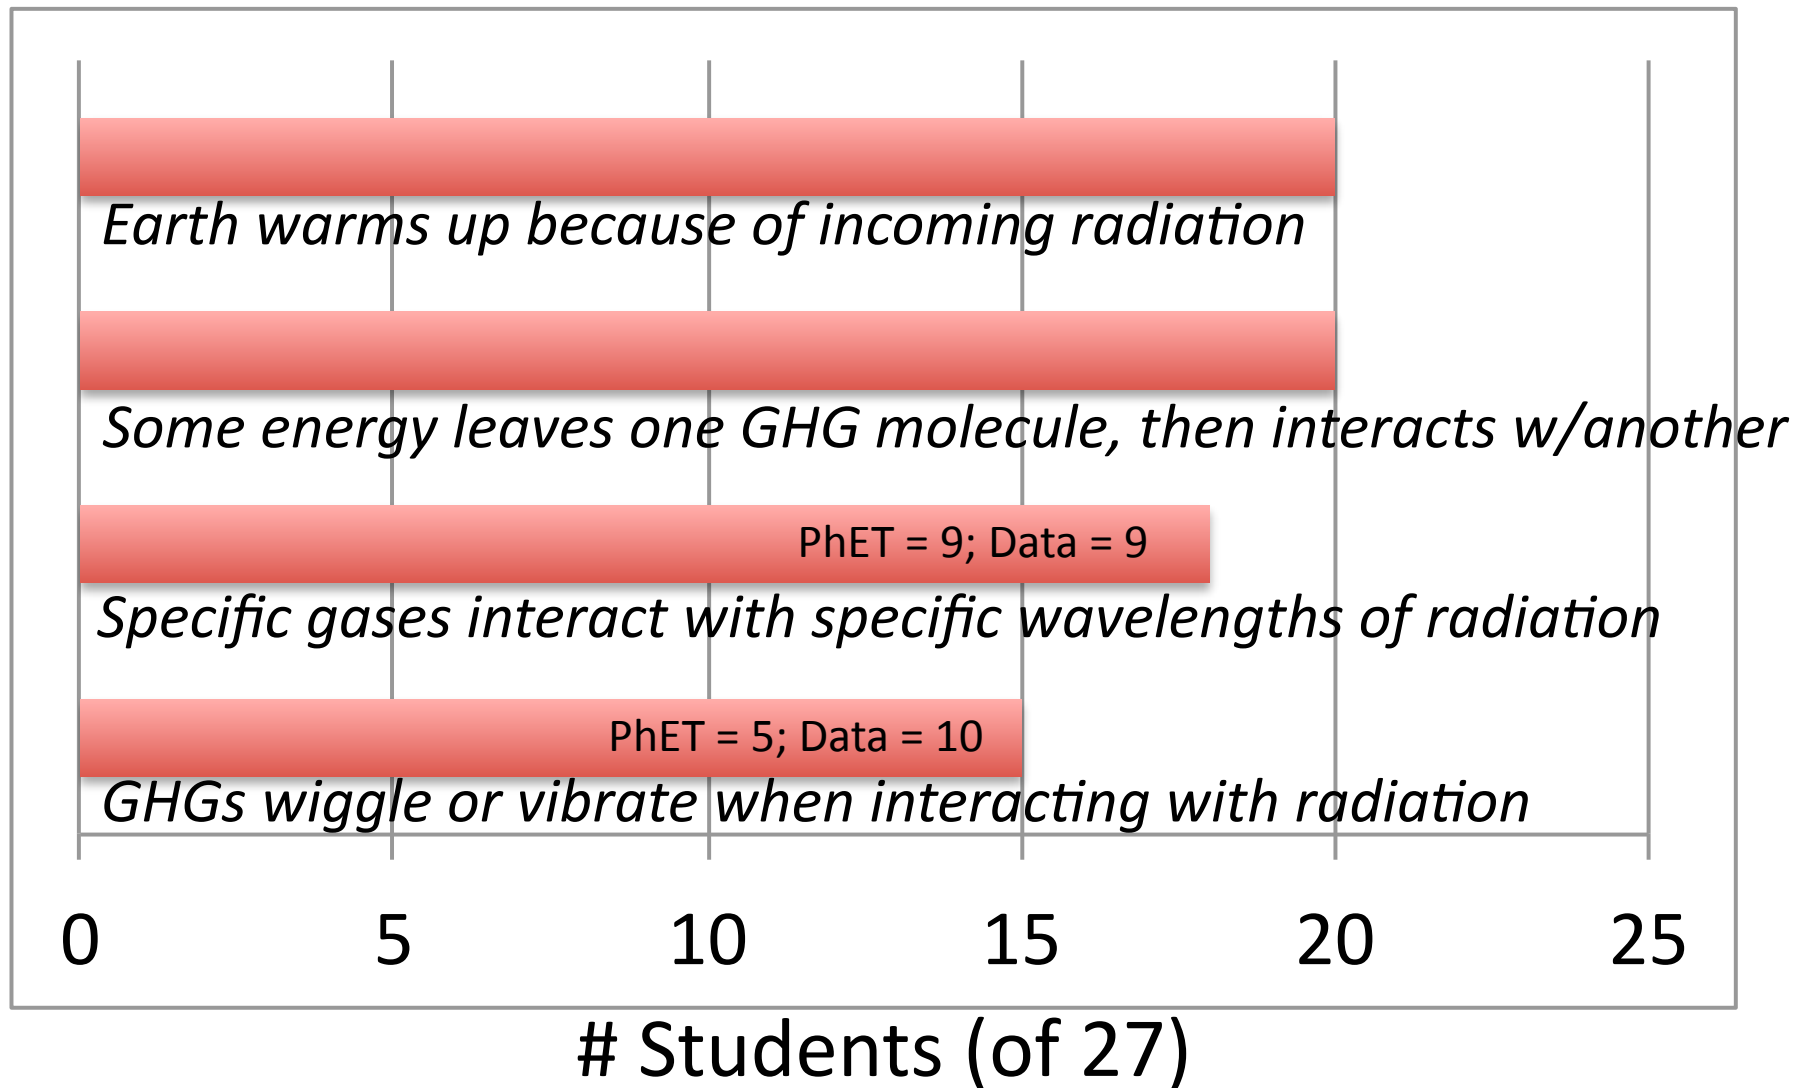 Earth warms up because of incoming radiation
Some energy leaves one GHG molecule, then interacts w/another
PhET = 9; Data = 9
Specific gases interact with specific wavelengths of radiation
PhET = 5; Data = 10
GHGs wiggle or vibrate when interacting with radiation
0 5 10 15 20 25
# Students (of 27)